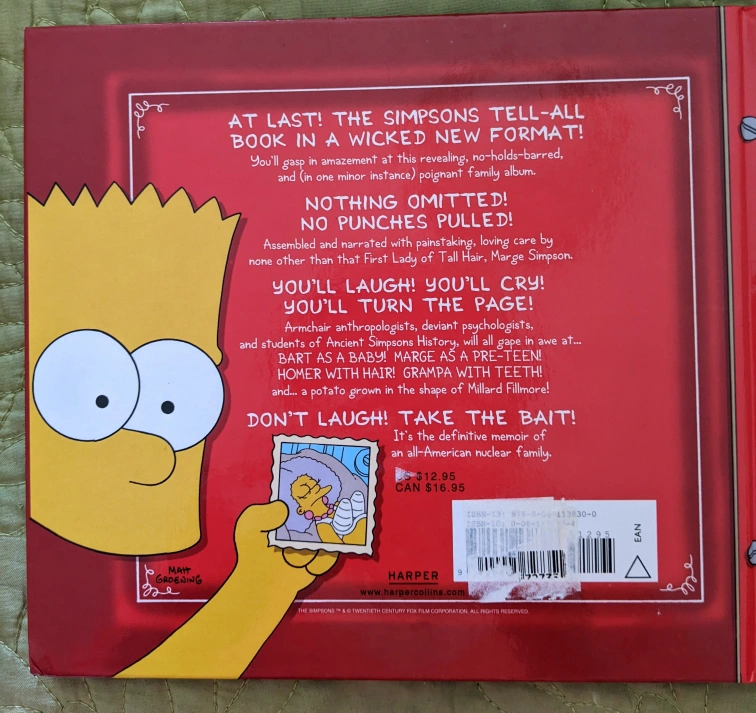 AT LAST! THE SIMPSONS TELL-ALL
BOOK IN A WICKED NEW FORMAT!
You'll gasp in amazement at this revealing, no-holds-barred,
and (in one minor instance) poignant family album.
NOTHING OMITTED!
NO PUNCHES PULLED!
Assembled and narrated with painstaking, loving care by
none other than that First Lady of Tall Hair, Marge Simpson.
YOU'LL LAUGH! YOU'LL CRY!
YOU'LL TURN THE PAGE!
Armchair anthropologists, deviant psychologists,
and students of Ancient Simpsons History, will all gape in awe at...
BART AS A BABY! MARGE AS A PRE-TEEN!
HOMER WITH HAIR! GRAMPA WITH TEETH!
and... a potato grown in the shape of Millard Fillmore!
DON'T LAUGH! TAKE THE BAIT!
It's the definitive memoir of
an all-American nuclear family.
US $12.95
CAN $16.95
ISBN-13:
ISBN-10:
1295
EAN
MATT
GROENING
HARPER
www.harpercollins.com
THE SIMPSONS ™ & © TWENTIETH CENTURY FOX FILM CORPORATION. ALL RIGHTS RESERVED.